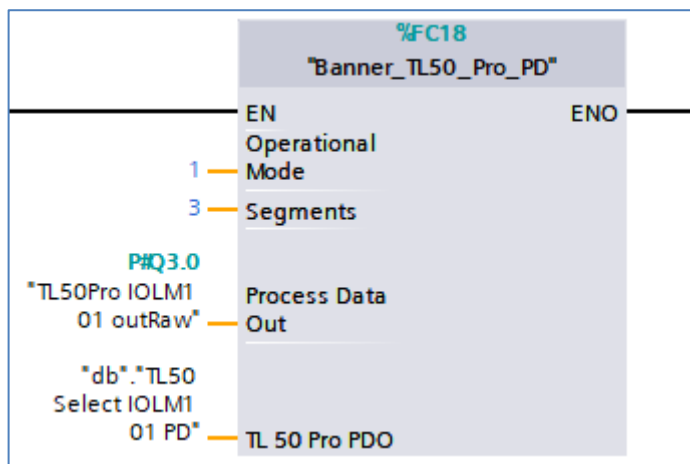 %FC18
"Banner_TL50_Pro_PD"
EN
ENO
Operational
1
Mode
3
Segments
P#Q3.0
"TL50Pro IOLM1
01 outRaw"
Process Data
Out
"db"."TL50
Select IOLM1
01 PD"
TL 50 Pro PDO